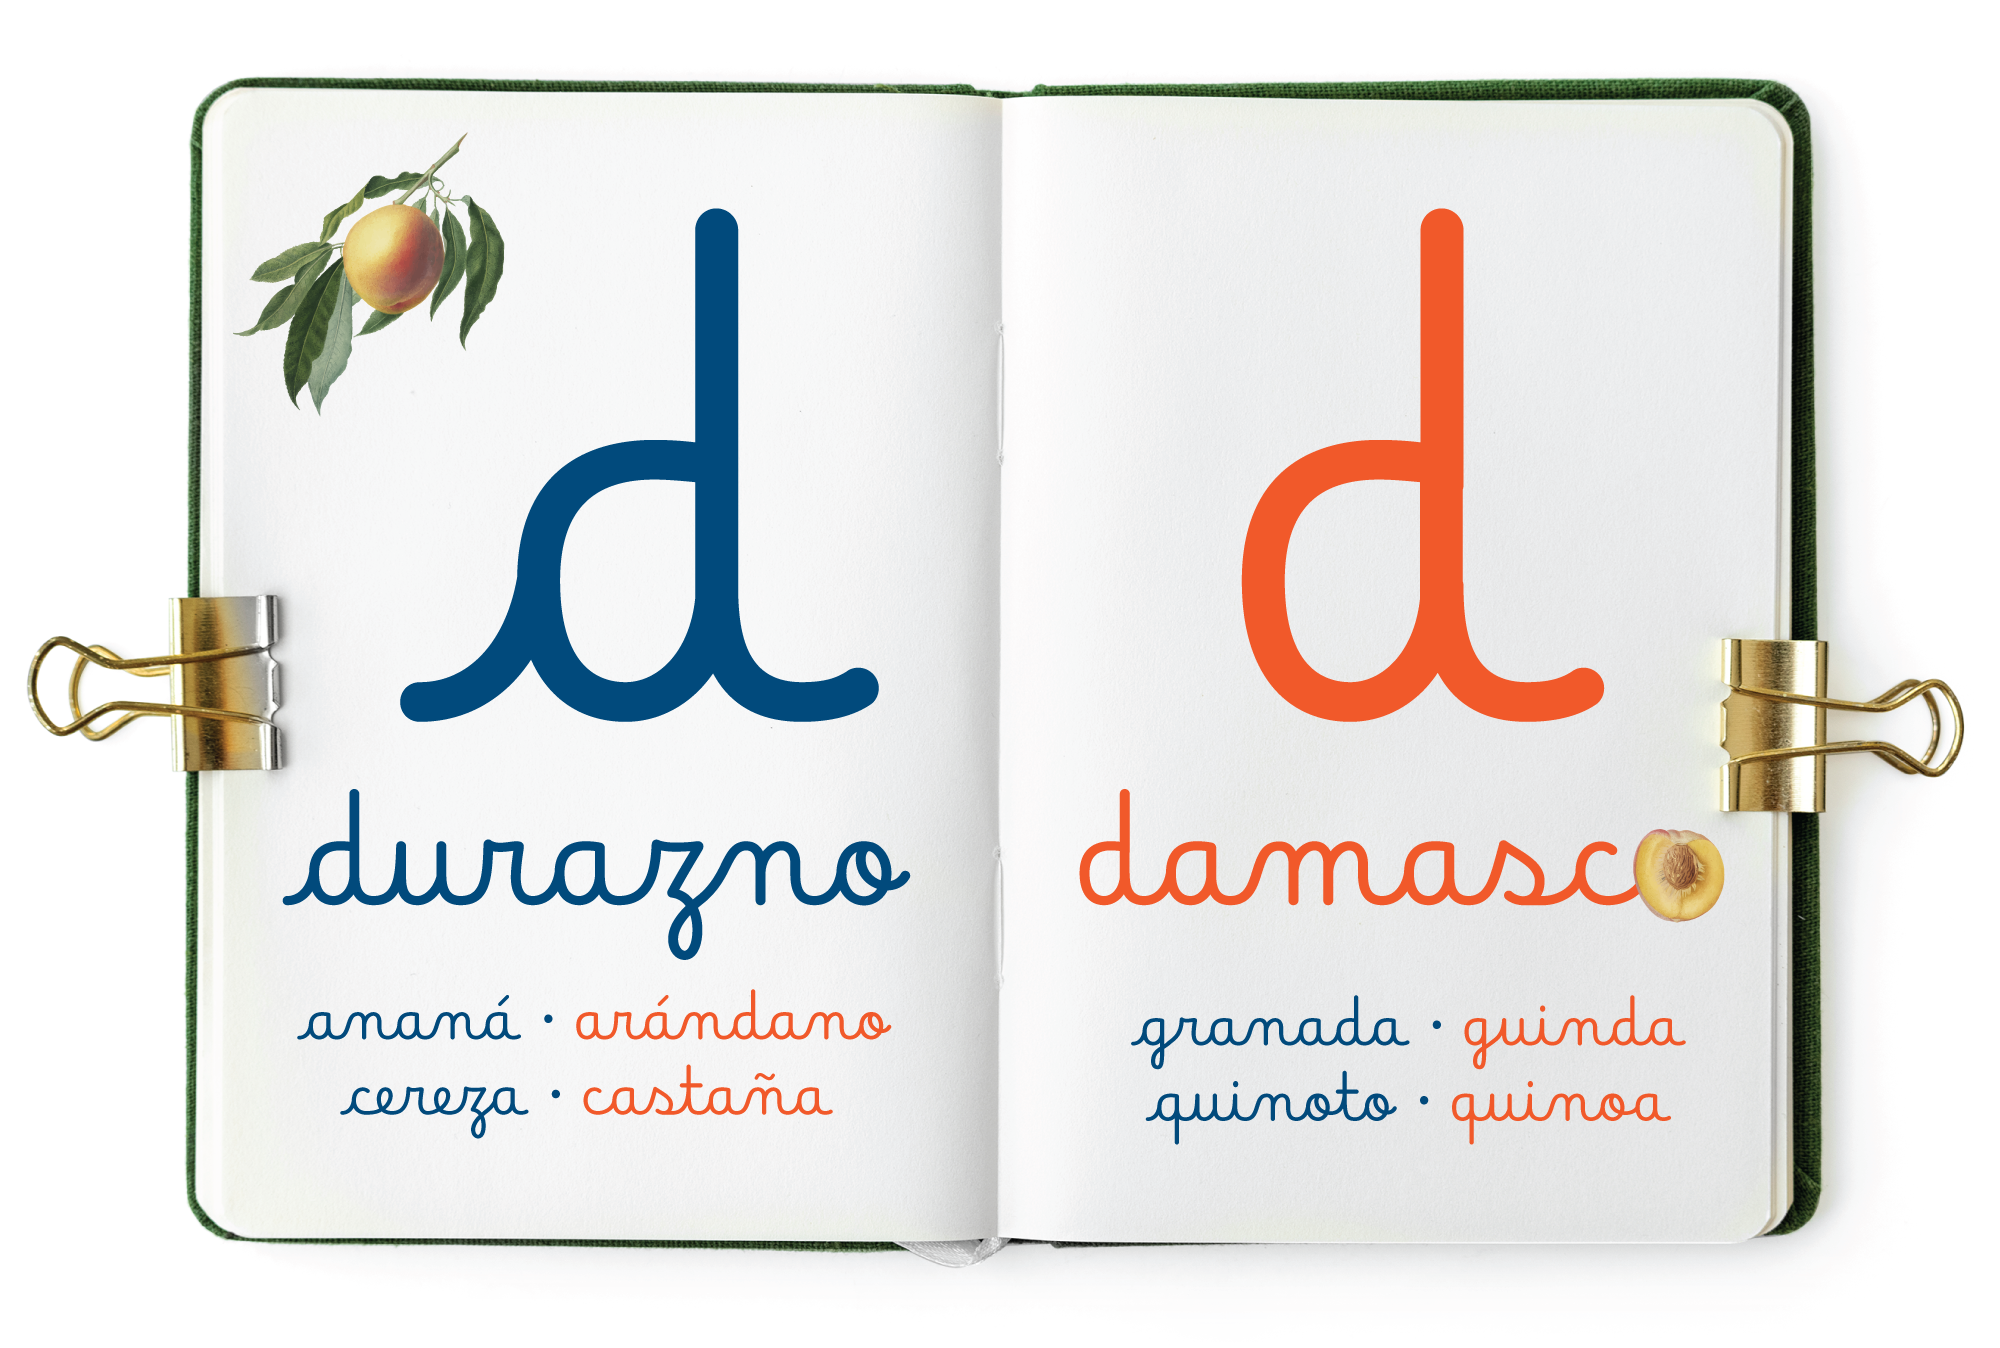 d
durazno
ananá · arándano
cereza · castaña
d
damasco
granada · guinda
quinoto · quinoa